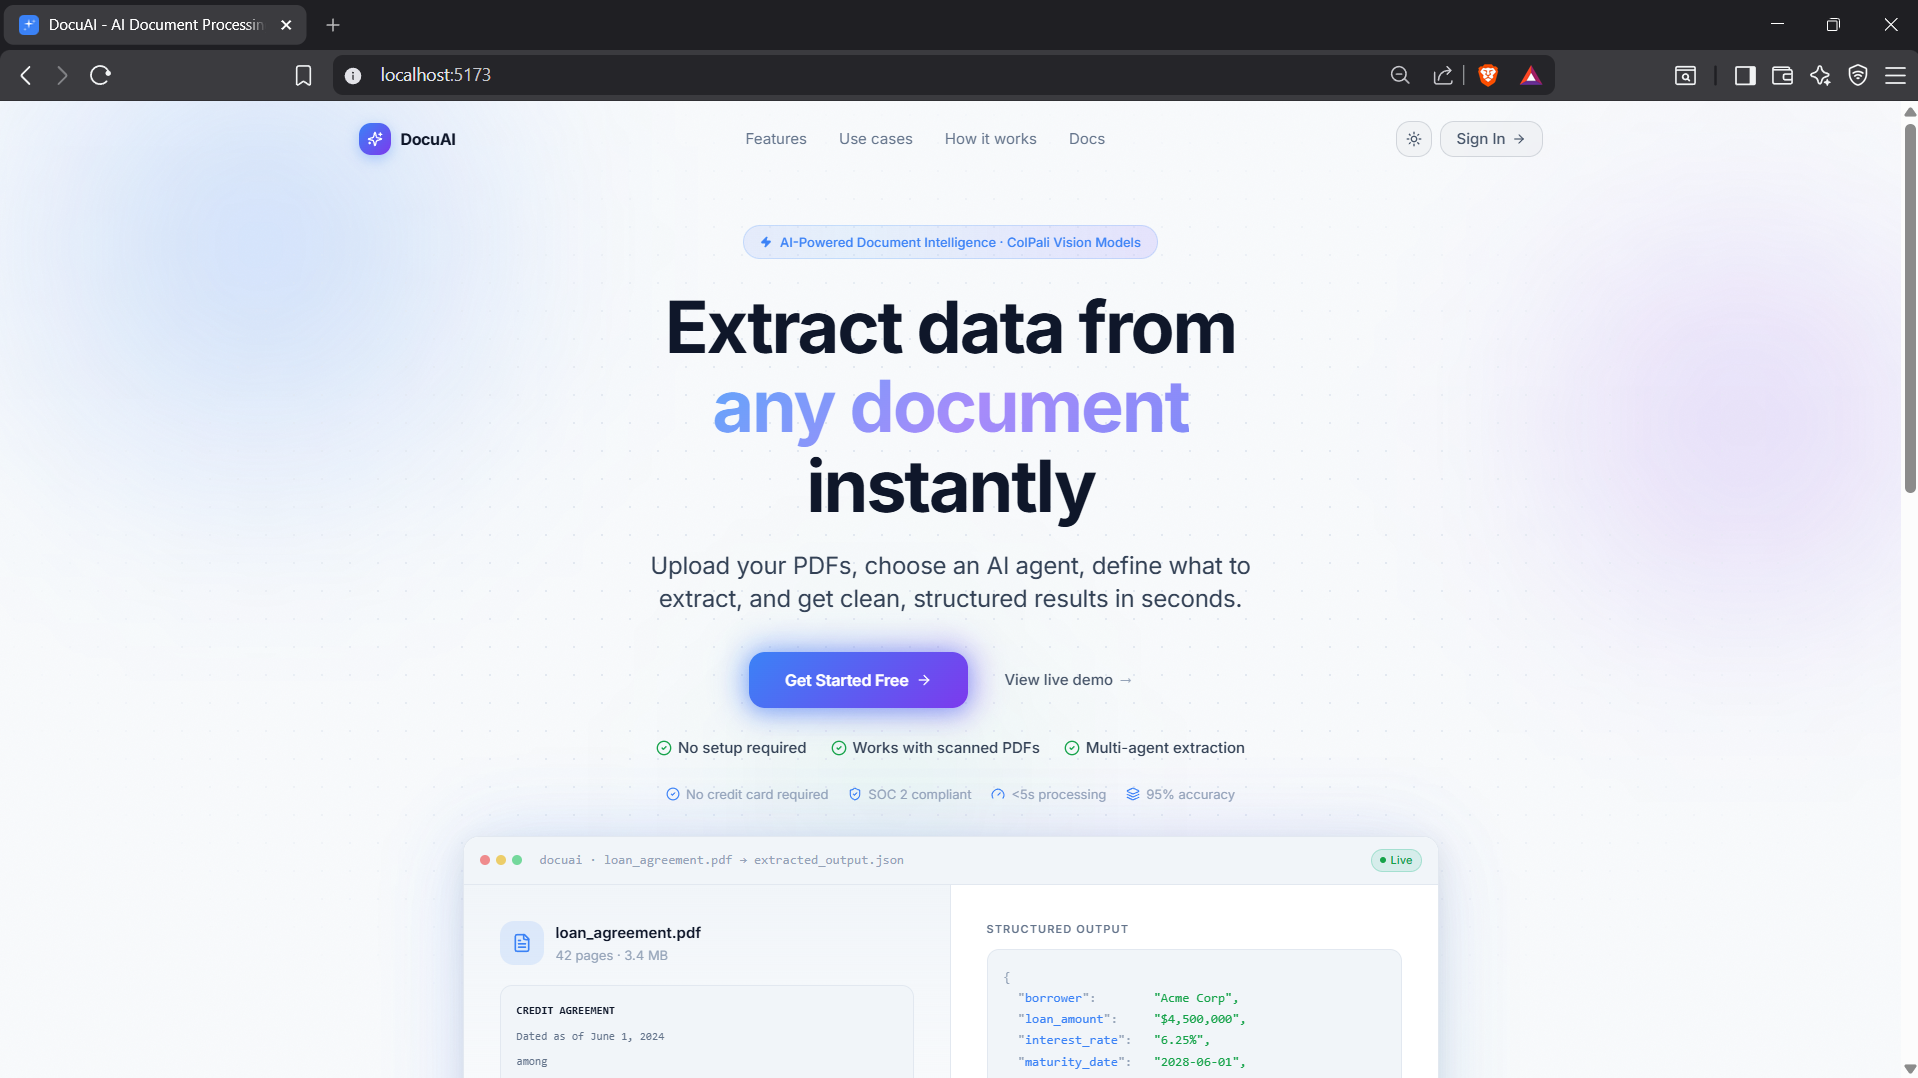 DocuAI - AI Document Processin
localhost:5173
DocuAI
Features
Use cases
How it works
Docs
Sign In →
AI-Powered Document Intelligence · ColPali Vision Models
Extract data from
any document
instantly
Upload your PDFs, choose an AI agent, define what to
extract, and get clean, structured results in seconds.
Get Started Free →
View live demo →
No setup required
Works with scanned PDFs
Multi-agent extraction
No credit card required
SOC 2 compliant
<5s processing
95% accuracy
docuai · loan_agreement.pdf → extracted_output.json
Live
loan_agreement.pdf
42 pages · 3.4 MB
CREDIT AGREEMENT
Dated as of June 1, 2024
among
STRUCTURED OUTPUT
{
"borrower": "Acme Corp",
"loan_amount": "$4,500,000",
"interest_rate": "6.25%",
"maturity_date": "2028-06-01",